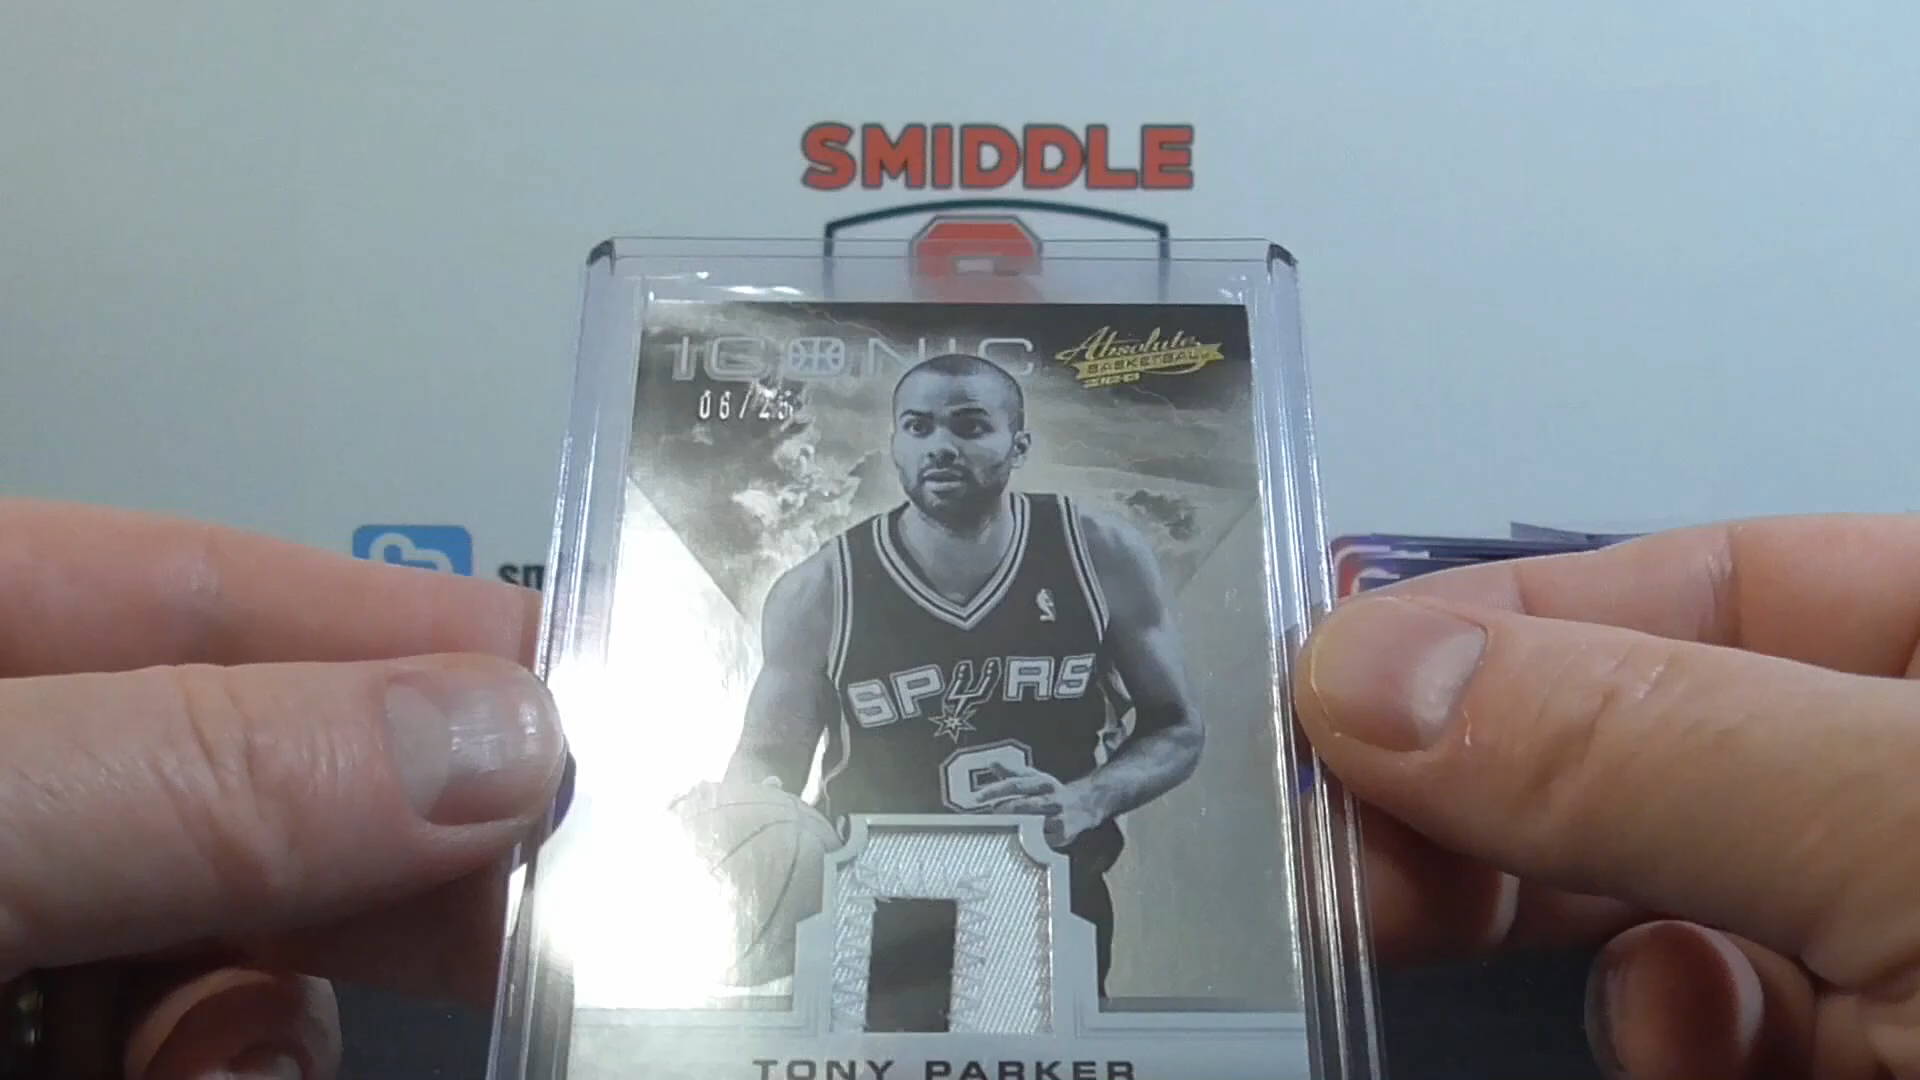 SMIDDLE
ICONIC
Absolute
BASKETBALL
06/25
SPURS
TONY PARKER